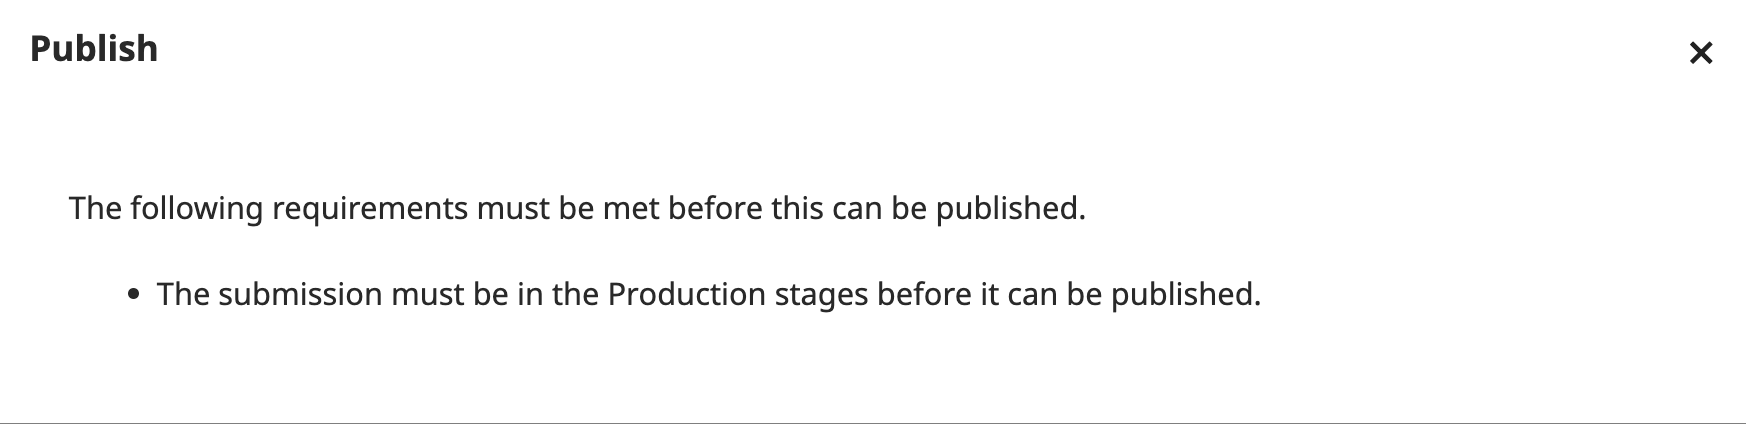 Publish
The following requirements must be met before this can be published.
• The submission must be in the Production stages before it can be published.